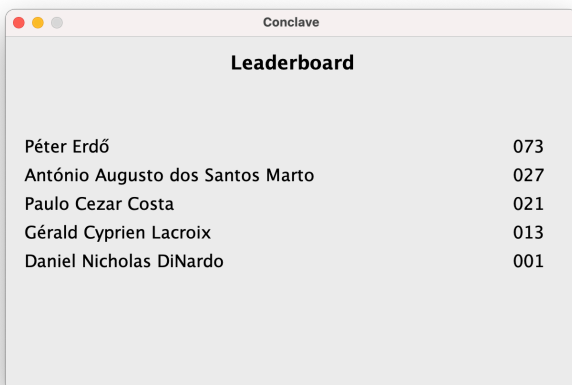 Conclave
Leaderboard
Péter Erdő 073
António Augusto dos Santos Marto 027
Paulo Cezar Costa 021
Gérald Cyprien Lacroix 013
Daniel Nicholas DiNardo 001